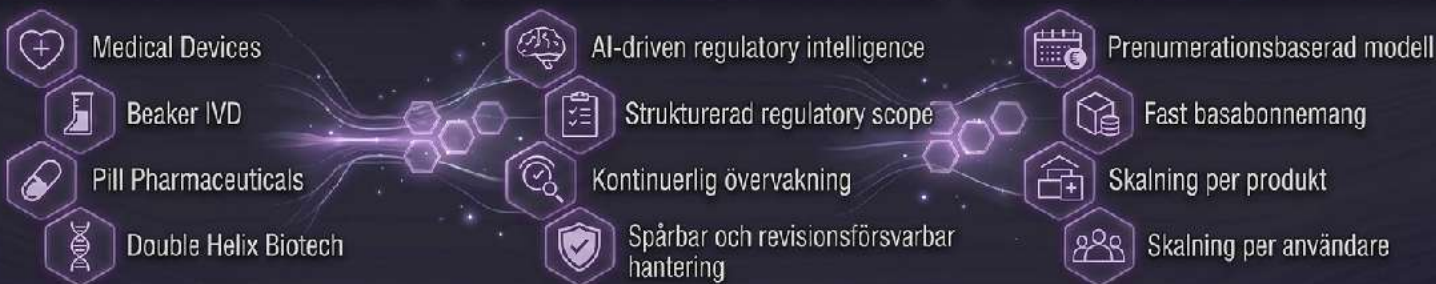 Medical Devices
Beaker IVD
Pill Pharmaceuticals
Double Helix Biotech
AI-driven regulatory intelligence
Strukturerad regulatory scope
Kontinuerlig övervakning
Spårbar och revisionsförsvarbar
hantering
Prenumerationsbaserad modell
Fast basabonnemang
Skalning per produkt
Skalning per användare